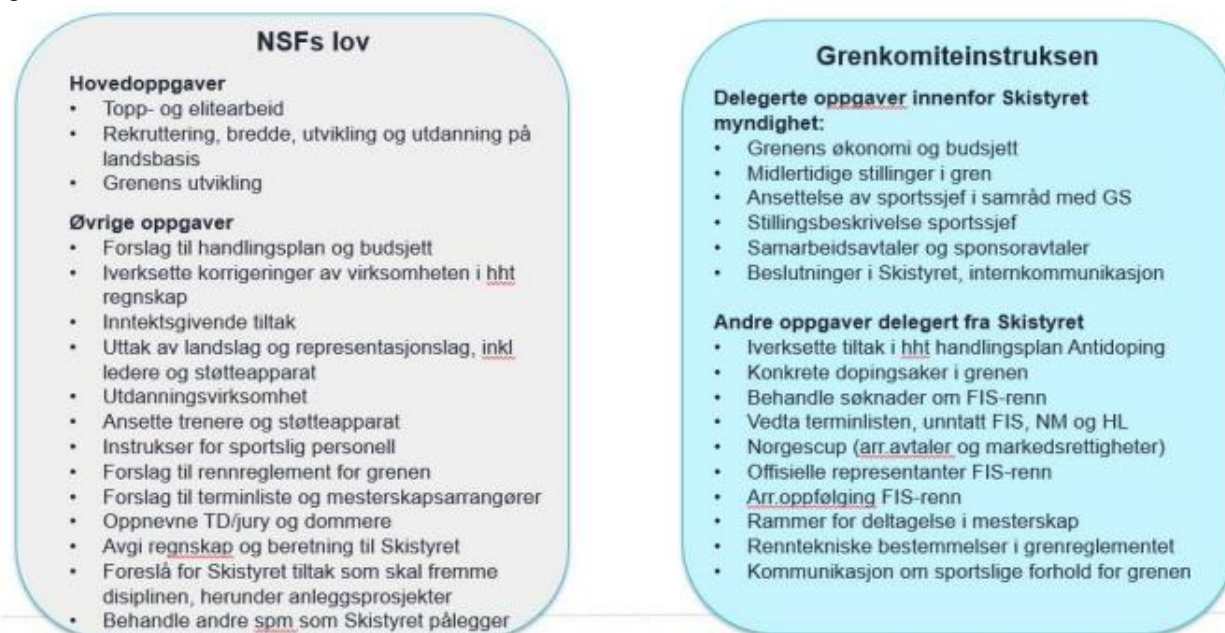 NSFs lov
Hovedoppgaver
• Topp- og elitearbeid
• Rekruttering, bredde, utvikling og utdanning på
landsbasis
• Grenens utvikling
Øvrige oppgaver
• Forslag til handlingsplan og budsjett
• Iverksette korrigeringer av virksomheten i hht
regnskap
• Inntektsgivende tiltak
• Uttak av landslag og representasjonslag, inkl
ledere og støtteapparat
• Utdanningsvirksomhet
• Ansette trenere og støtteapparat
• Instrukser for sportslig personell
• Forslag til rennreglement for grenen
• Forslag til terminliste og mesterskapsarrangører
• Oppnevne TD/jury og dommere
• Avgi regnskap og beretning til Skistyret
• Foreslå for Skistyret tiltak som skal fremme
disiplinen, herunder anleggsprosjekter
• Behandle andre spm som Skistyret pålegger
Grenkomiteinstruksen
Delegerte oppgaver innenfor Skistyret
myndighet:
• Grenens økonomi og budsjett
• Midlertidige stillinger i gren
• Ansettelse av sportssjef i samråd med GS
• Stillingsbeskrivelse sportssjef
• Samarbeidsavtaler og sponsoravtaler
• Beslutninger i Skistyret, internkommunikasjon
Andre oppgaver delegert fra Skistyret
• Iverksette tiltak i hht handlingsplan Antidoping
• Konkrete dopingsaker i grenen
• Behandle søknader om FIS-renn
• Vedta terminlisten, unntatt FIS, NM og HL
• Norgescup (arr.avtaler og markedsrettigheter)
• Offisielle representanter FIS-renn
• Arr.oppfølging FIS-renn
• Rammer for deltagelse i mesterskap
• Renntekniske bestemmelser i grenreglementet
• Kommunikasjon om sportslige forhold for grenen